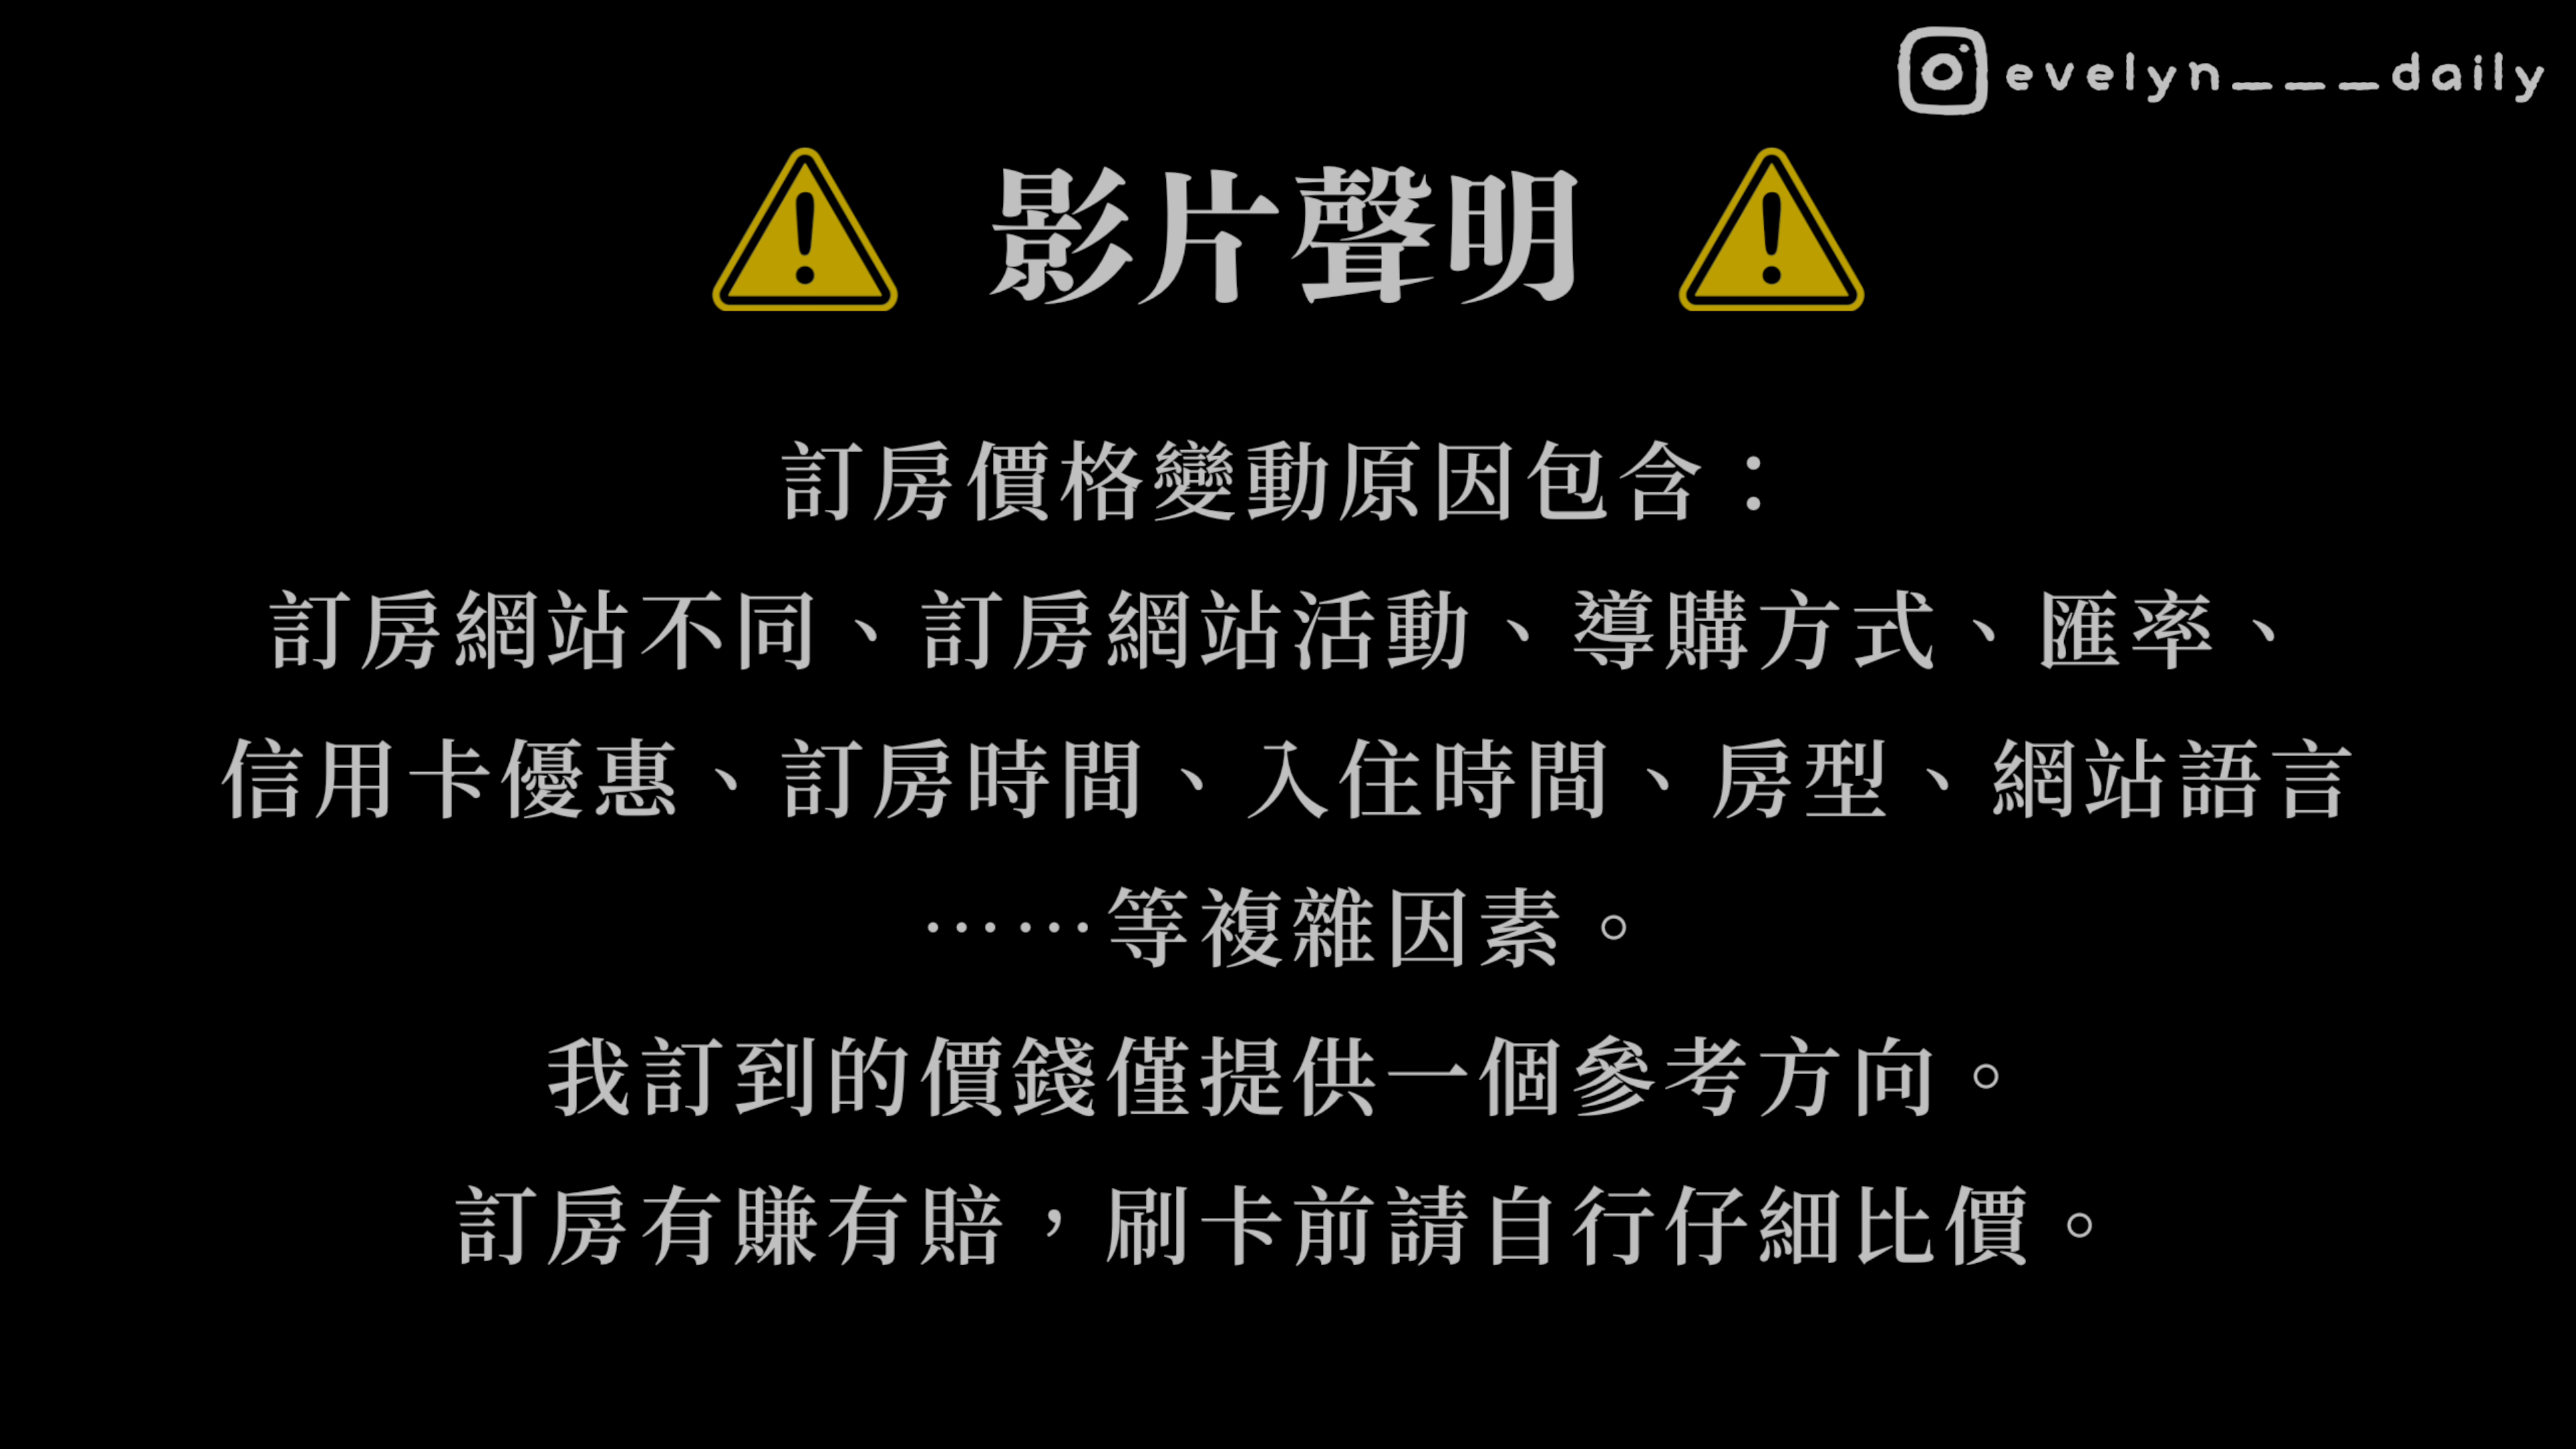 evelyn___daily
影片聲明
訂房價格變動原因包含：
訂房網站不同、訂房網站活動、導購方式、匯率、
信用卡優惠、訂房時間、入住時間、房型、網站語言
……等複雜因素。
我訂到的價錢僅提供一個參考方向。
訂房有賺有賠，刷卡前請自行仔細比價。